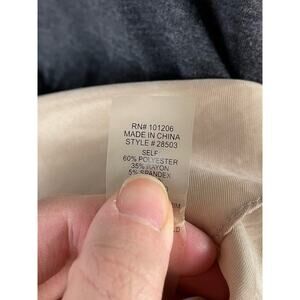 RN# 101206
MADE IN CHINA
STYLE # 28503
SELF
60% POLYESTER
35% RAYON
5% SPANDEX